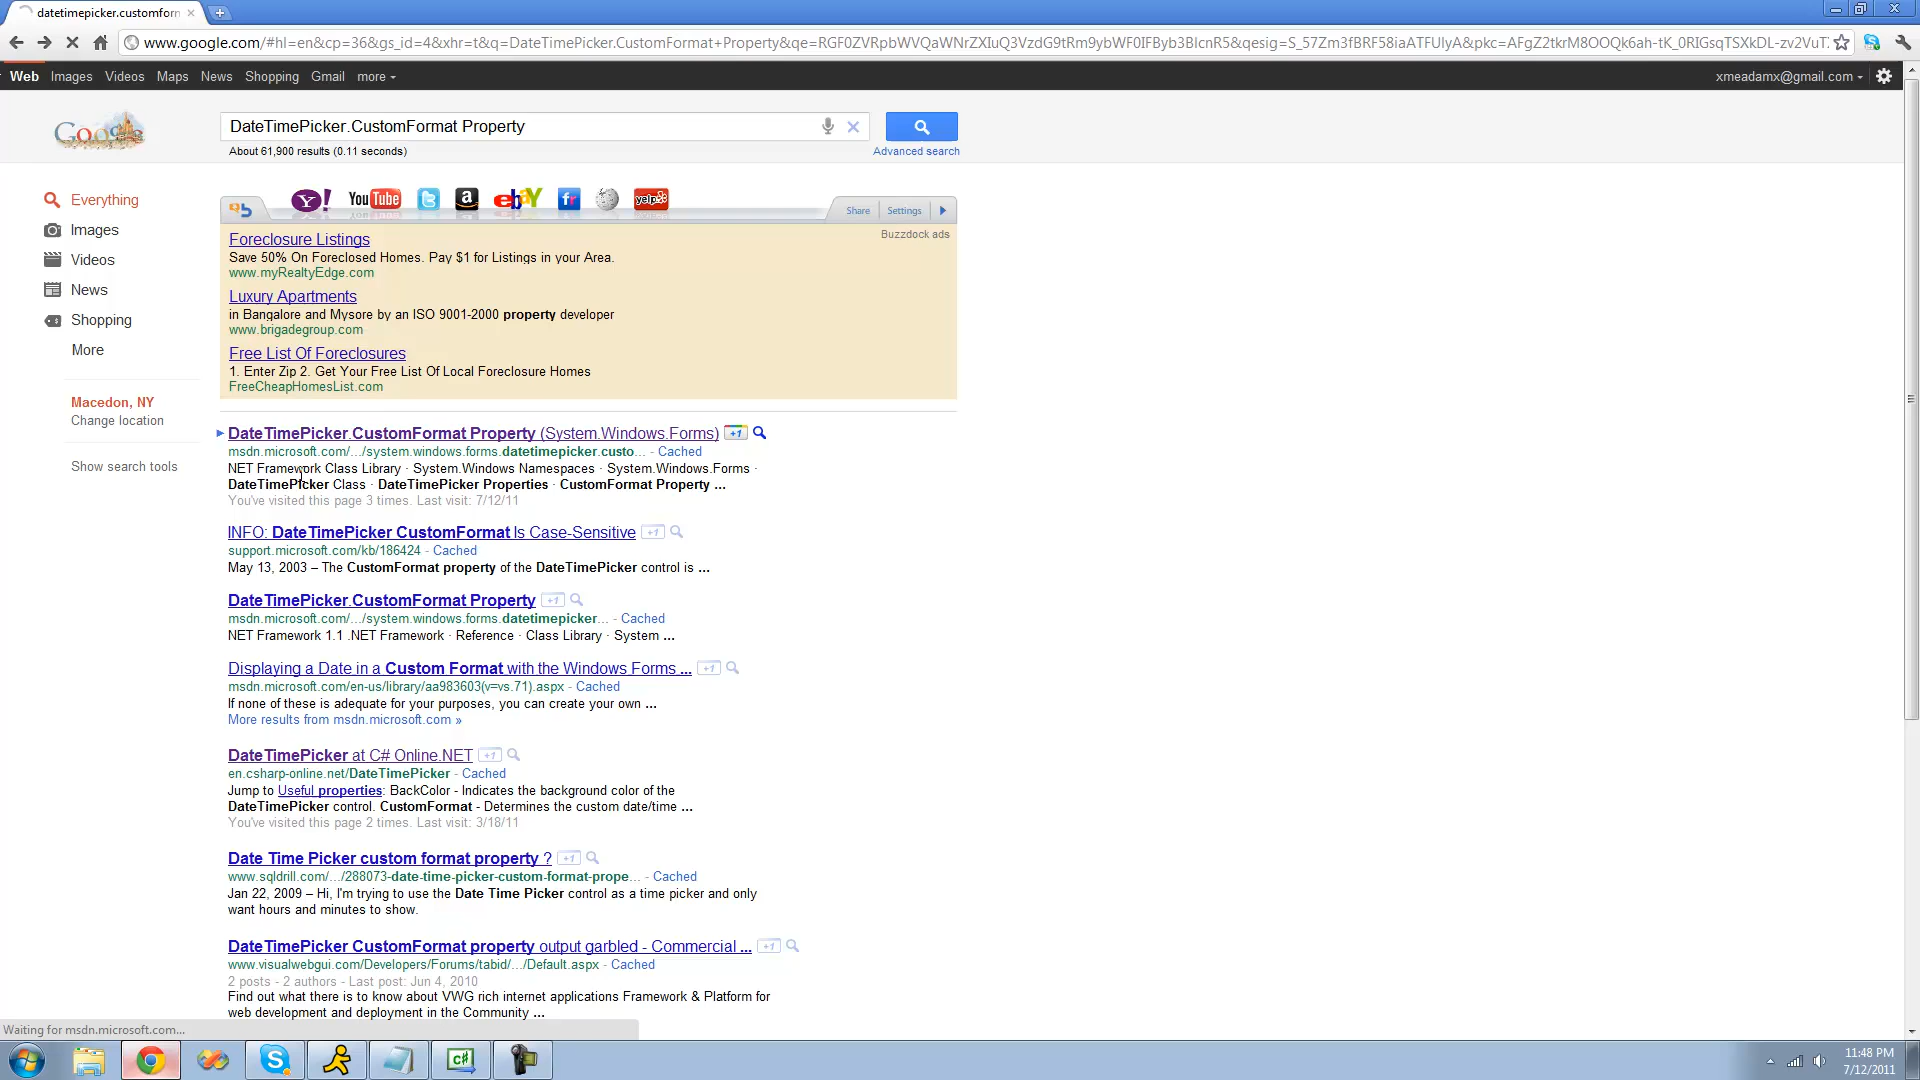 datetimepicker.customforn
www.google.com/#hl=en&cp=36&gs_id=4&xhr=t&q=DateTimePicker.CustomFormat+Property&qe=RGF0ZVRpbWVQaWNrZXIuQ3VzdG9tRm9ybWF0IFByb3BlcnR5&qesig=S_57Zm3fBRF58iaATFUlyA&pkc=AFgZ2tkrM8OOQk6ah-tK_0RIGsqTSXkDL-zv2VuT
Web Images Videos Maps News Shopping Gmail more
xmeadamx@gmail.com
Google
DateTimePicker.CustomFormat Property
About 61,900 results (0.11 seconds)
Advanced search
Everything
Images
Videos
News
Shopping
More
Macedon, NY
Change location
Show search tools
Y! YouTube a ebay yelp
Share Settings
Buzzdock ads
Foreclosure Listings
Save 50% On Foreclosed Homes. Pay $1 for Listings in your Area.
www.myRealtyEdge.com
Luxury Apartments
in Bangalore and Mysore by an ISO 9001-2000 property developer
www.brigadegroup.com
Free List Of Foreclosures
1. Enter Zip 2. Get Your Free List Of Local Foreclosure Homes
FreeCheapHomesList.com
DateTimePicker.CustomFormat Property (System.Windows.Forms) +1
msdn.microsoft.com/.../system.windows.forms.datetimepicker.custo... - Cached
NET Framework Class Library · System.Windows Namespaces · System.Windows.Forms ·
DateTimePicker Class · DateTimePicker Properties · CustomFormat Property ...
You've visited this page 3 times. Last visit: 7/12/11
INFO: DateTimePicker CustomFormat Is Case-Sensitive +1
support.microsoft.com/kb/186424 - Cached
May 13, 2003 – The CustomFormat property of the DateTimePicker control is ...
DateTimePicker.CustomFormat Property +1
msdn.microsoft.com/.../system.windows.forms.datetimepicker... - Cached
NET Framework 1.1 .NET Framework · Reference · Class Library · System ...
Displaying a Date in a Custom Format with the Windows Forms ... +1
msdn.microsoft.com/en-us/library/aa983603(v=vs.71).aspx - Cached
If none of these is adequate for your purposes, you can create your own ...
More results from msdn.microsoft.com »
DateTimePicker at C# Online.NET +1
en.csharp-online.net/DateTimePicker - Cached
Jump to Useful properties: BackColor - Indicates the background color of the
DateTimePicker control. CustomFormat - Determines the custom date/time ...
You've visited this page 2 times. Last visit: 3/18/11
Date Time Picker custom format property ? +1
www.sqldrill.com/.../288073-date-time-picker-custom-format-prope... - Cached
Jan 22, 2009 – Hi, I'm trying to use the Date Time Picker control as a time picker and only
want hours and minutes to show.
DateTimePicker CustomFormat property output garbled - Commercial ... +1
www.visualwebgui.com/Developers/Forums/tabid/.../Default.aspx - Cached
2 posts - 2 authors - Last post: Jun 4, 2010
Find out what there is to know about VWG rich internet applications Framework & Platform for
web development and deployment in the Community ...
Waiting for msdn.microsoft.com...
11:48 PM
7/12/2011